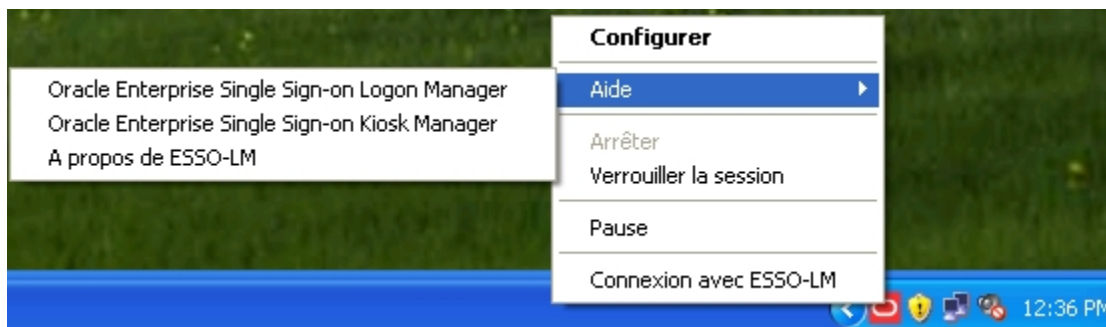 Configurer
Aide
Oracle Enterprise Single Sign-on Logon Manager
Oracle Enterprise Single Sign-on Kiosk Manager
A propos de ESSO-LM
Arrêter
Verrouiller la session
Pause
Connexion avec ESSO-LM
12:36 PM